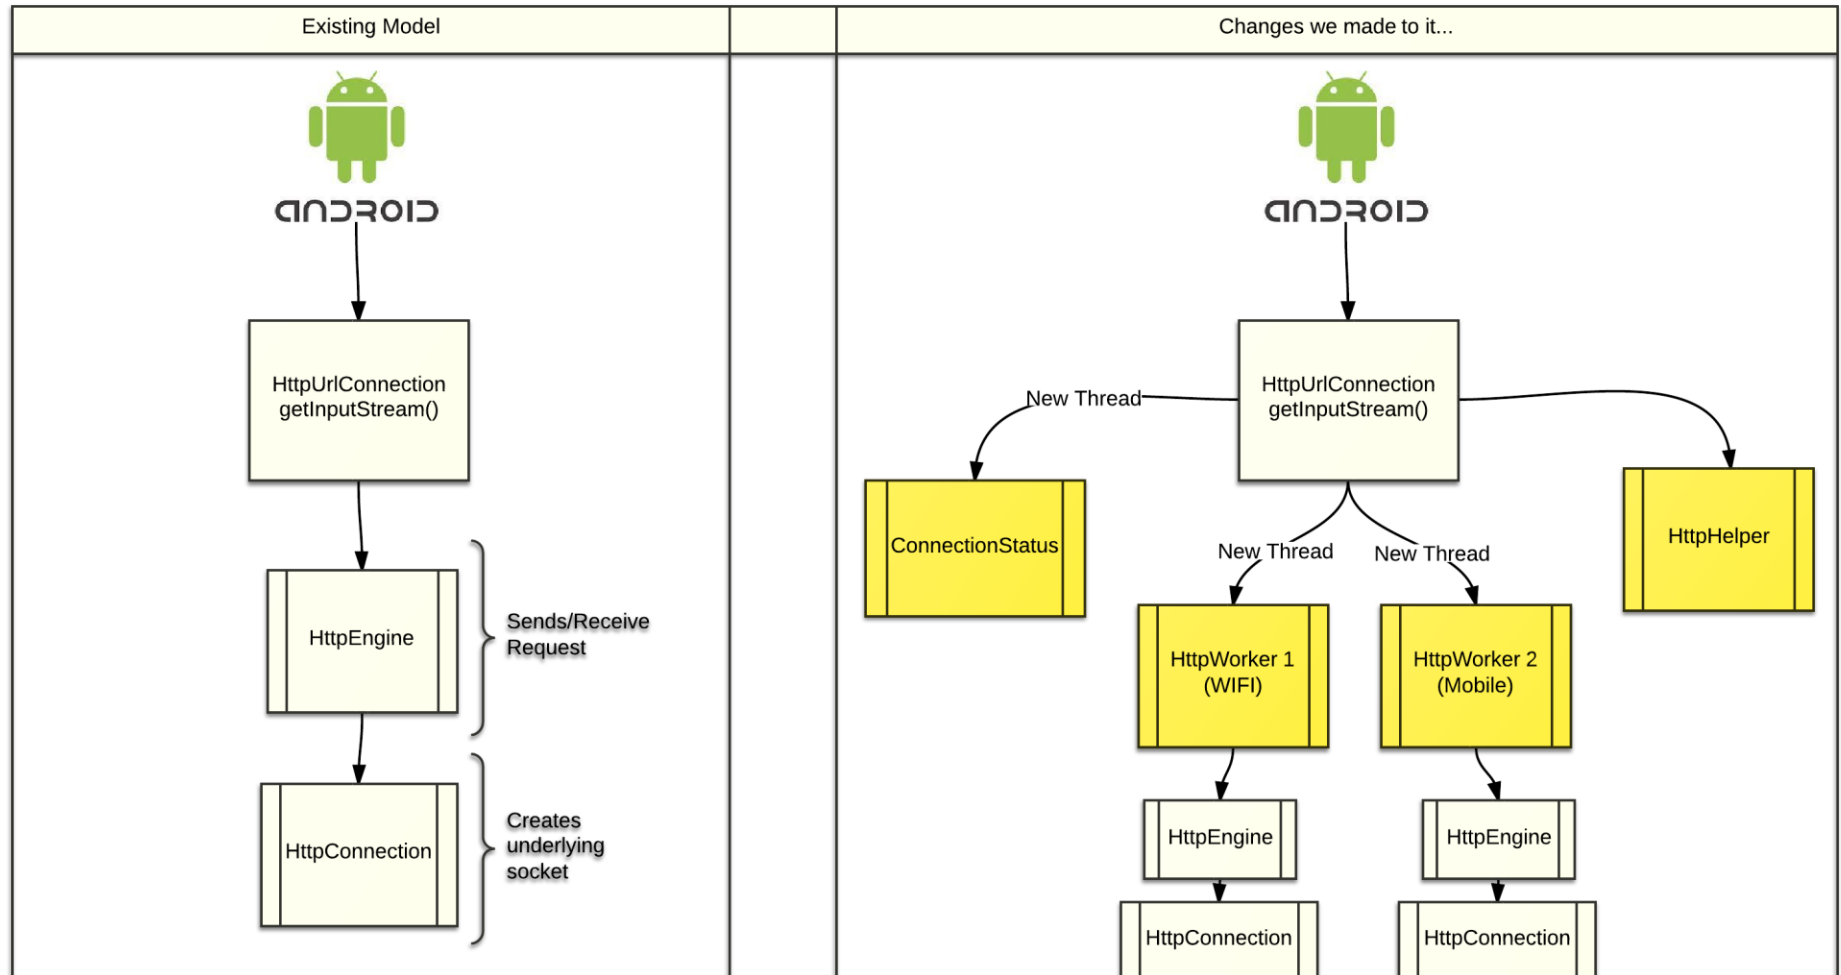 Existing Model
Changes we made to it...
ANDROID
HttpUrlConnection
getInputStream()
HttpEngine
Sends/Receive
Request
HttpConnection
Creates
underlying
socket
ANDROID
HttpUrlConnection
getInputStream()
New Thread
ConnectionStatus
HttpHelper
New Thread
New Thread
HttpWorker 1
(WIFI)
HttpWorker 2
(Mobile)
HttpEngine
HttpEngine
HttpConnection
HttpConnection